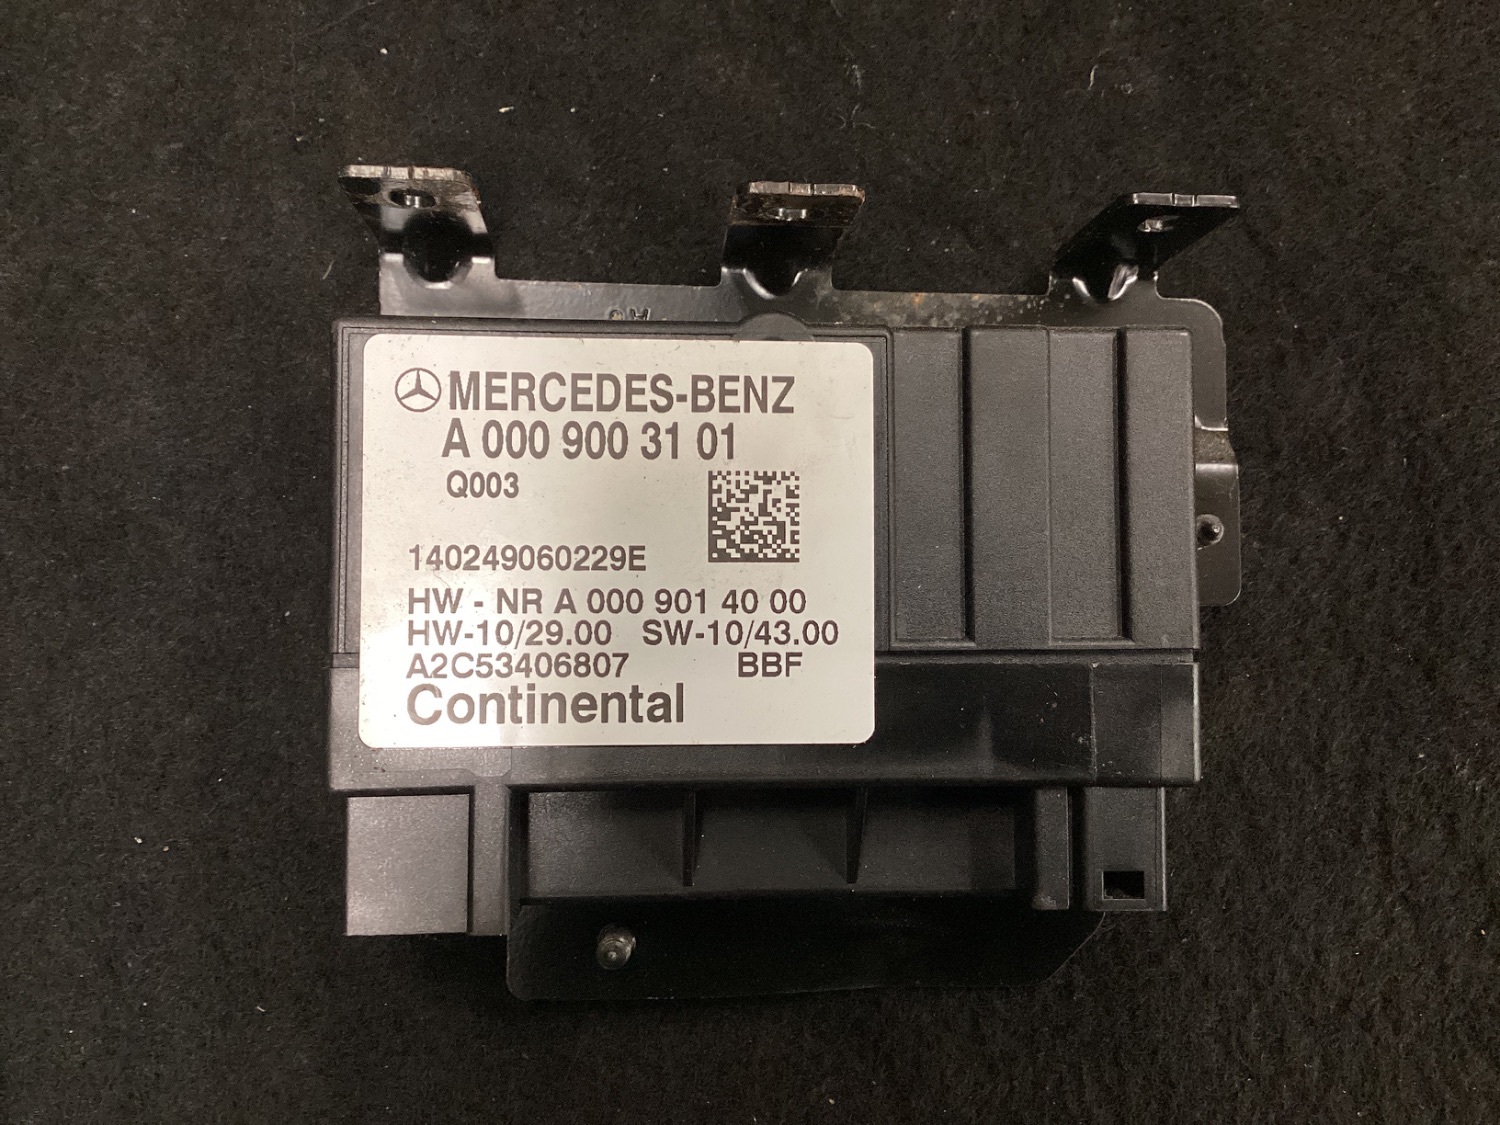 MERCEDES-BENZ
A 000 900 31 01
Q003
140249060229E
HW - NR A 000 901 40 00
HW-10/29.00 SW-10/43.00
A2C53406807 BBF
Continental